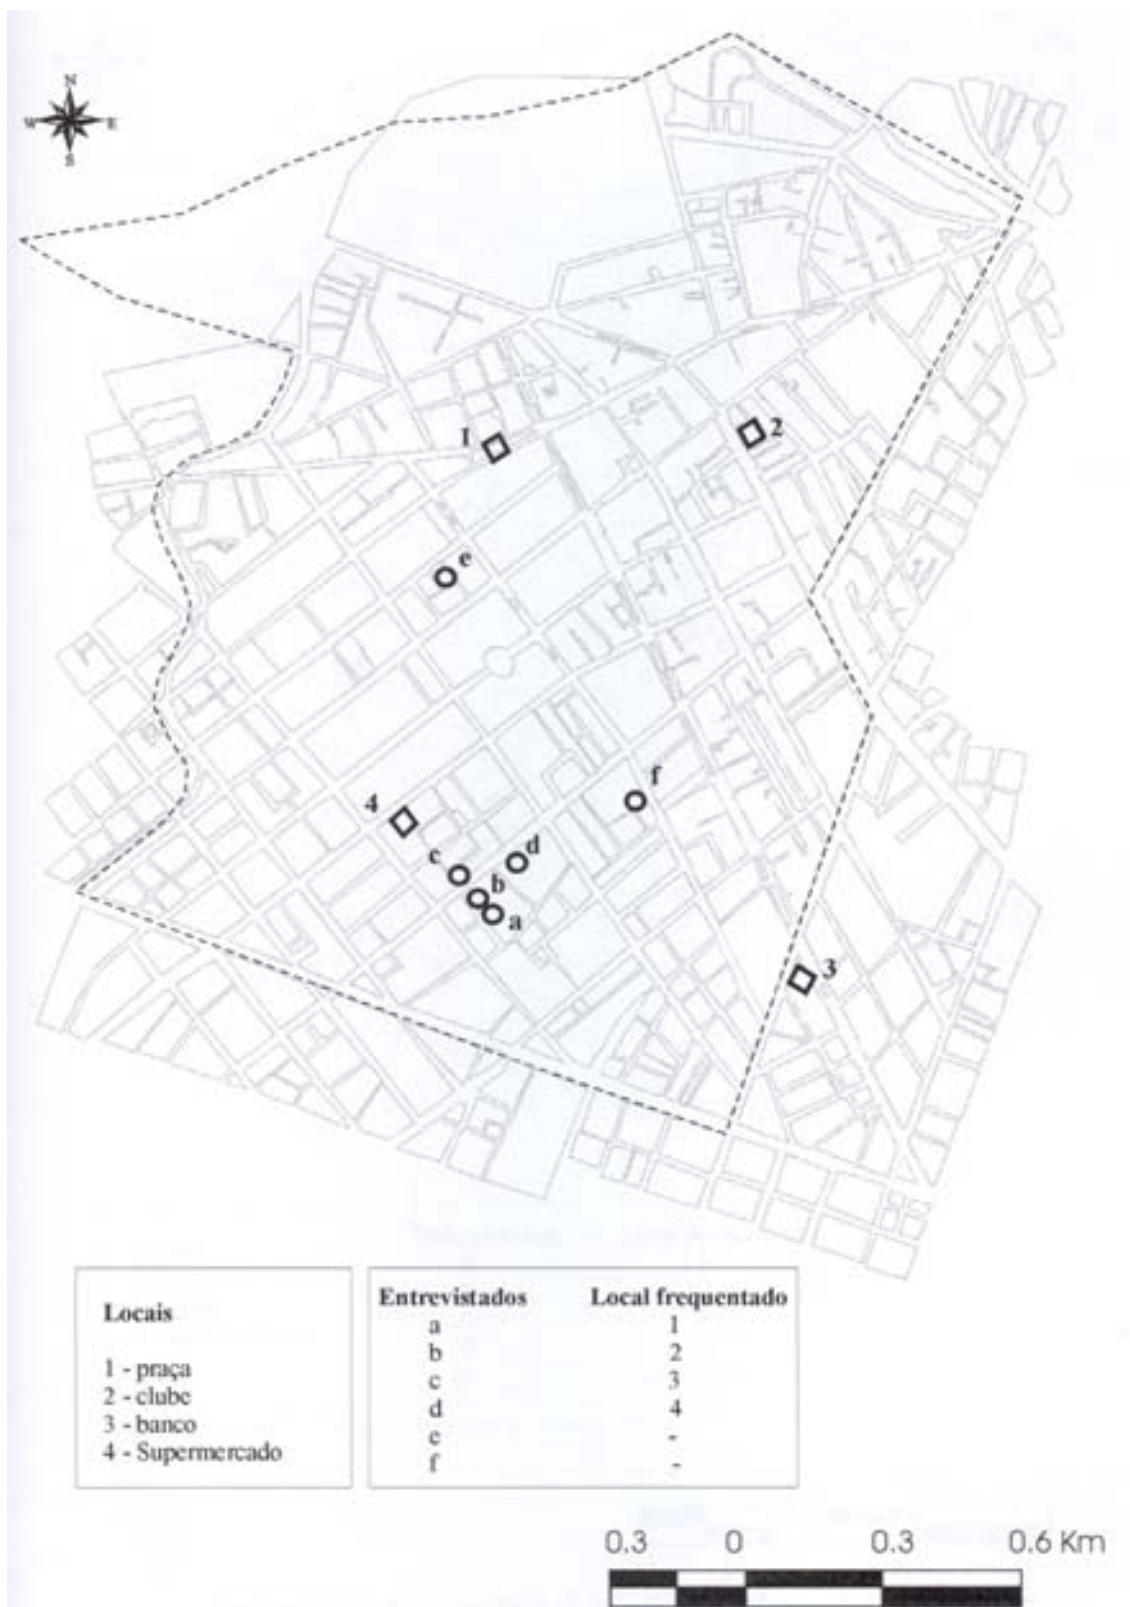 N
W E
S
1
2
e
f
4
d
c
b
a
3
Locais
1 - praça
2 - clube
3 - banco
4 - Supermercado
Entrevistados Local frequentado
a 1
b 2
c 3
d 4
e -
f -
0.3 0 0.3 0.6 Km